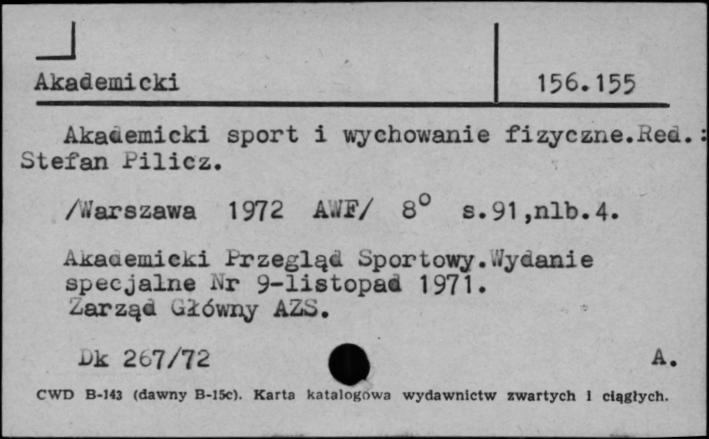 Akademicki 156.155
Akademicki sport i wychowanie fizyczne.Red.:
Stefan Pilicz.
/Warszawa 1972 AWF/ 8° s.91,nlb.4.
Akademicki Przegląd Sportowy.Wydanie
specjalne Nr 9-listopad 1971.
Zarząd Główny AZS.
Dk 267/72 A.
CWD B-143 (dawny B-15c). Karta katalogowa wydawnictw zwartych i ciągłych.